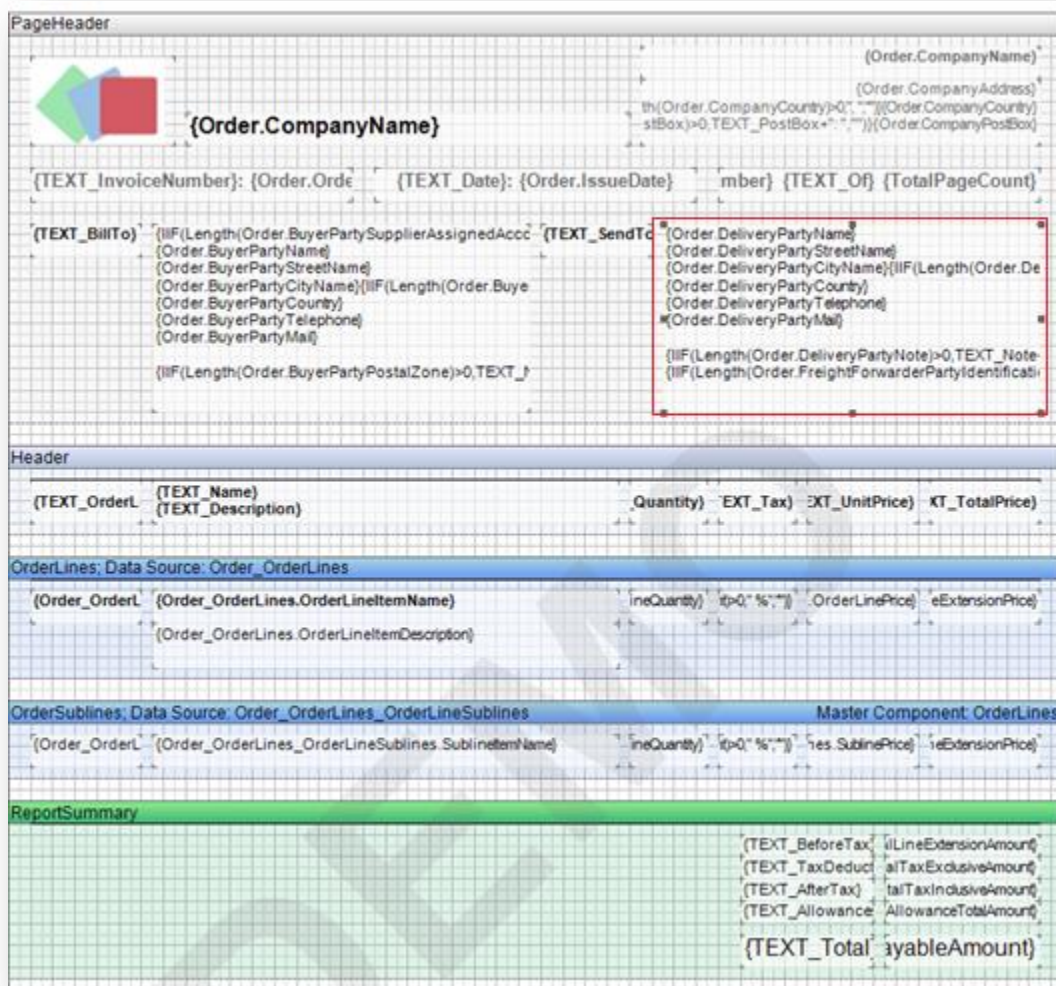 PageHeader
{Order.CompanyName}
{Order.CompanyAddress}
th(Order.CompanyCountry)>0,", ","")}{Order.CompanyCountry}
{Order.CompanyName}
stBox)>0,TEXT_PostBox+": ","")}{Order.CompanyPostBox}
{TEXT_InvoiceNumber}: {Order.Orde
{TEXT_Date}: {Order.IssueDate}
mber} {TEXT_Of} {TotalPageCount}
{TEXT_BillTo}
{IIF(Length(Order.BuyerPartySupplierAssignedAccc
{Order.BuyerPartyName}
{Order.BuyerPartyStreetName}
{Order.BuyerPartyCityName}{IIF(Length(Order.Buye
{Order.BuyerPartyCountry}
{Order.BuyerPartyTelephone}
{Order.BuyerPartyMail}
{IIF(Length(Order.BuyerPartyPostalZone)>0,TEXT_N
{TEXT_SendTo
{Order.DeliveryPartyName}
{Order.DeliveryPartyStreetName}
{Order.DeliveryPartyCityName}{IIF(Length(Order.De
{Order.DeliveryPartyCountry}
{Order.DeliveryPartyTelephone}
{Order.DeliveryPartyMail}
{IIF(Length(Order.DeliveryPartyNote)>0,TEXT_Note
{IIF(Length(Order.FreightForwarderPartyIdentificati
Header
{TEXT_OrderL
{TEXT_Name}
{TEXT_Description}
Quantity}
EXT_Tax}
EXT_UnitPrice}
XT_TotalPrice}
OrderLines; Data Source: Order_OrderLines
{Order_OrderL
{Order_OrderLines.OrderLineItemName}
ineQuantity}
t)>0," %","")}
.OrderLinePrice}
eExtensionPrice}
{Order_OrderLines.OrderLineItemDescription}
OrderSublines; Data Source: Order_OrderLines_OrderLineSublines
Master Component: OrderLines
{Order_OrderL
{Order_OrderLines_OrderLineSublines.SublineItemName}
ineQuantity}
t)>0," %","")}
nes.SublinePrice}
eExtensionPrice}
ReportSummary
{TEXT_BeforeTax}
alLineExtensionAmount}
{TEXT_TaxDeduct
alTaxExclusiveAmount}
{TEXT_AfterTax}
talTaxInclusiveAmount}
{TEXT_Allowance
AllowanceTotalAmount}
{TEXT_Total
ayableAmount}
DEMO